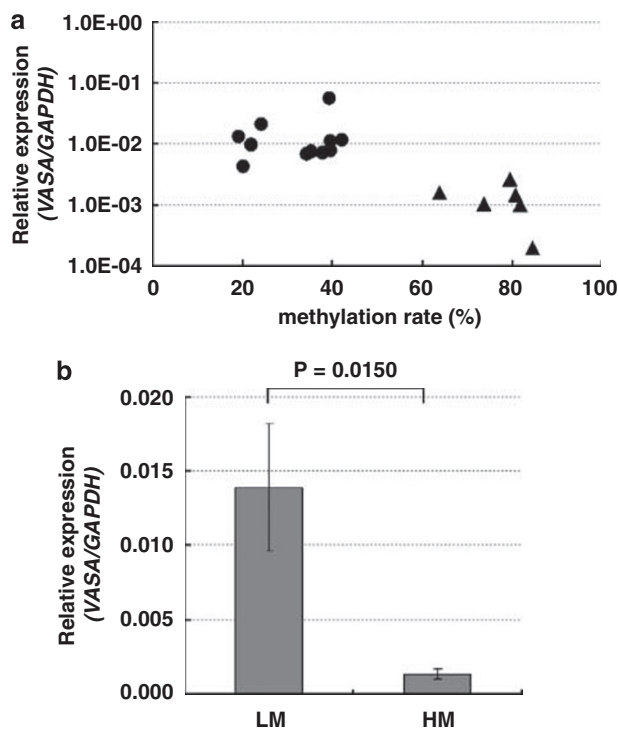 a
Relative expression
(VASA/GAPDH)
1.0E+00
1.0E-01
1.0E-02
1.0E-03
1.0E-04
0
20
40
60
80
100
methylation rate (%)
b
P = 0.0150
Relative expression
(VASA/GAPDH)
0.020
0.015
0.010
0.005
0.000
LM
HM